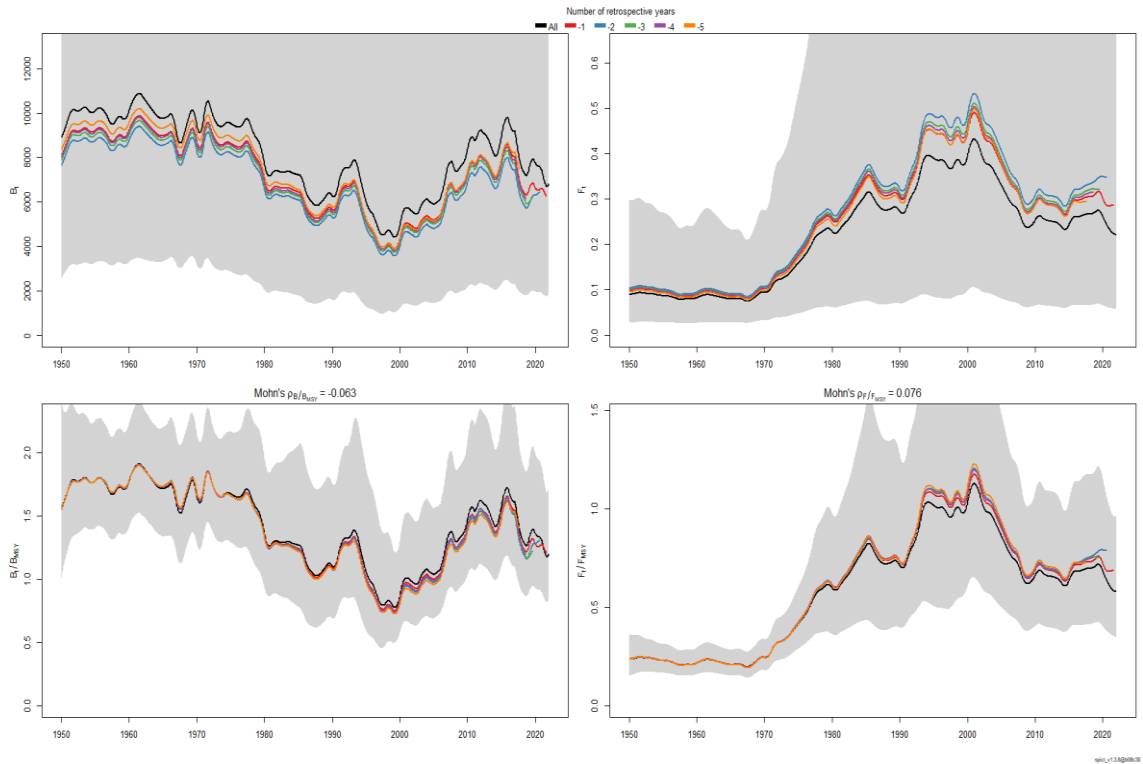 Number of retrospective years
All -1 -2 -3 -4 -5
Bt
0 2000 4000 6000 8000 10000 12000
1950 1960 1970 1980 1990 2000 2010 2020
Ft
0.0 0.1 0.2 0.3 0.4 0.5 0.6
1950 1960 1970 1980 1990 2000 2010 2020
Mohn's ρB/BMSY = -0.063
Bt / BMSY
0.0 0.5 1.0 1.5 2.0
1950 1960 1970 1980 1990 2000 2010 2020
Mohn's ρF/FMSY = 0.076
Ft / FMSY
0.0 0.5 1.0 1.5
1950 1960 1970 1980 1990 2000 2010 2020